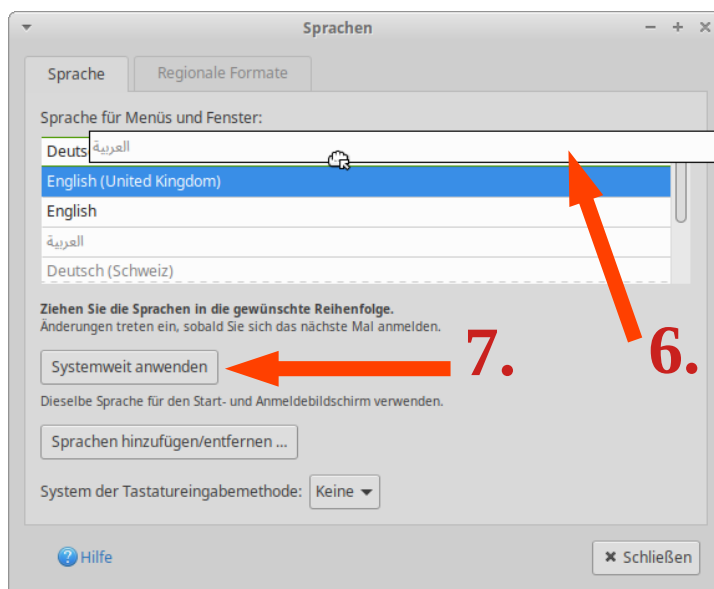 Sprachen
Sprache
Regionale Formate
Sprache für Menüs und Fenster:
Deuts
العربية
English (United Kingdom)
English
العربية
Deutsch (Schweiz)
Ziehen Sie die Sprachen in die gewünschte Reihenfolge.
Änderungen treten ein, sobald Sie sich das nächste Mal anmelden.
6.
7.
Systemweit anwenden
Dieselbe Sprache für den Start- und Anmeldebildschirm verwenden.
Sprachen hinzufügen/entfernen ...
System der Tastatureingabemethode: Keine
? Hilfe
Schließen